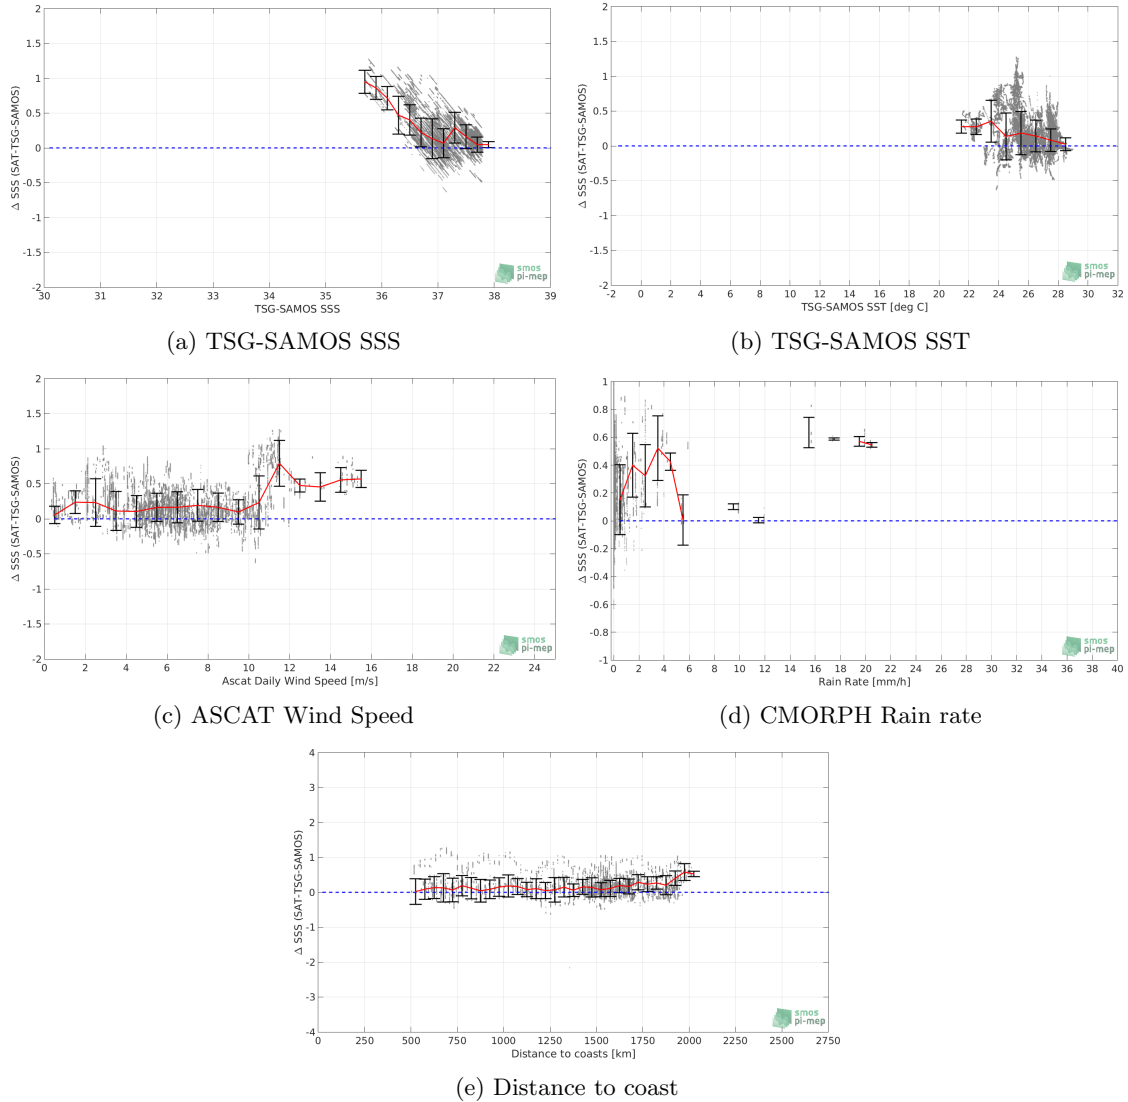 2
1.5
1
0.5
0
-0.5
-1
-1.5
-2
Δ SSS (SAT-TSG-SAMOS)
30 31 32 33 34 35 36 37 38 39
TSG-SAMOS SSS
smos
pi-mep
(a) TSG-SAMOS SSS
2
1.5
1
0.5
0
-0.5
-1
-1.5
-2
Δ SSS (SAT-TSG-SAMOS)
-2 0 2 4 6 8 10 12 14 16 18 20 22 24 26 28 30 32
TSG-SAMOS SST [deg C]
smos
pi-mep
(b) TSG-SAMOS SST
2
1.5
1
0.5
0
-0.5
-1
-1.5
-2
Δ SSS (SAT-TSG-SAMOS)
0 2 4 6 8 10 12 14 16 18 20 22 24
Ascat Daily Wind Speed [m/s]
smos
pi-mep
(c) ASCAT Wind Speed
1
0.8
0.6
0.4
0.2
0
-0.2
-0.4
-0.6
-0.8
-1
Δ SSS (SAT-TSG-SAMOS)
0 2 4 6 8 10 12 14 16 18 20 22 24 26 28 30 32 34 36 38 40
Rain Rate [mm/h]
smos
pi-mep
(d) CMORPH Rain rate
4
3
2
1
0
-1
-2
-3
-4
Δ SSS (SAT-TSG-SAMOS)
0 250 500 750 1000 1250 1500 1750 2000 2250 2500 2750
Distance to coasts [km]
smos
pi-mep
(e) Distance to coast